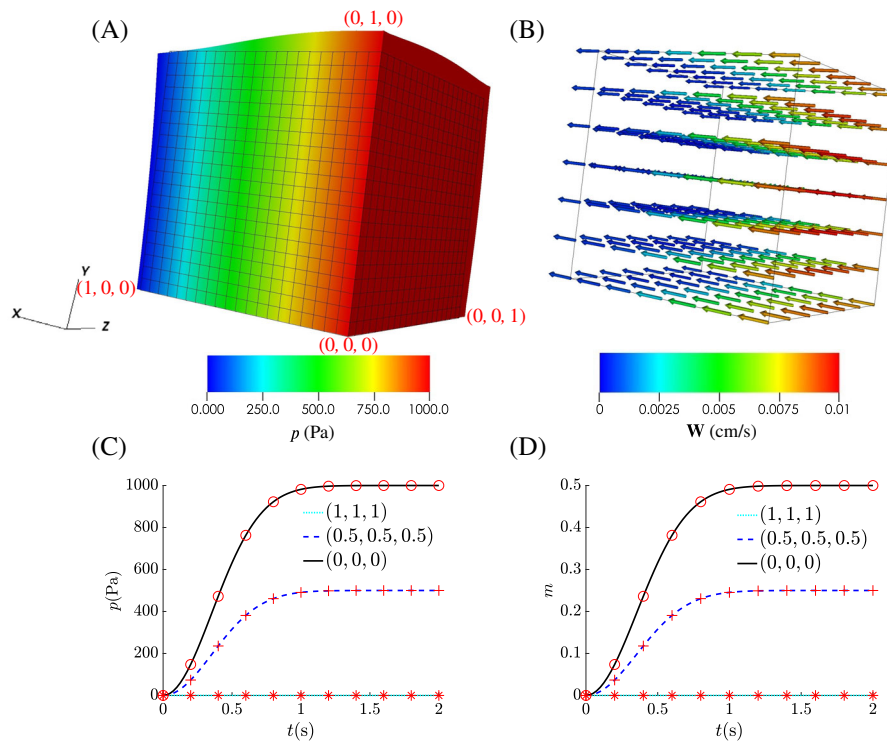 (A)
(0, 1, 0)
(B)
Y
X
Z
(1, 0, 0)
(0, 0, 1)
(0, 0, 0)
0.000 250.0 500.0 750.0 1000.0
p (Pa)
0 0.0025 0.005 0.0075 0.01
W (cm/s)
(C)
1000
800
600
400
200
0
p(Pa)
(1, 1, 1)
(0.5, 0.5, 0.5)
(0, 0, 0)
0 0.5 1 1.5 2
t(s)
(D)
0.5
0.4
0.3
0.2
0.1
0
m
(1, 1, 1)
(0.5, 0.5, 0.5)
(0, 0, 0)
0 0.5 1 1.5 2
t(s)